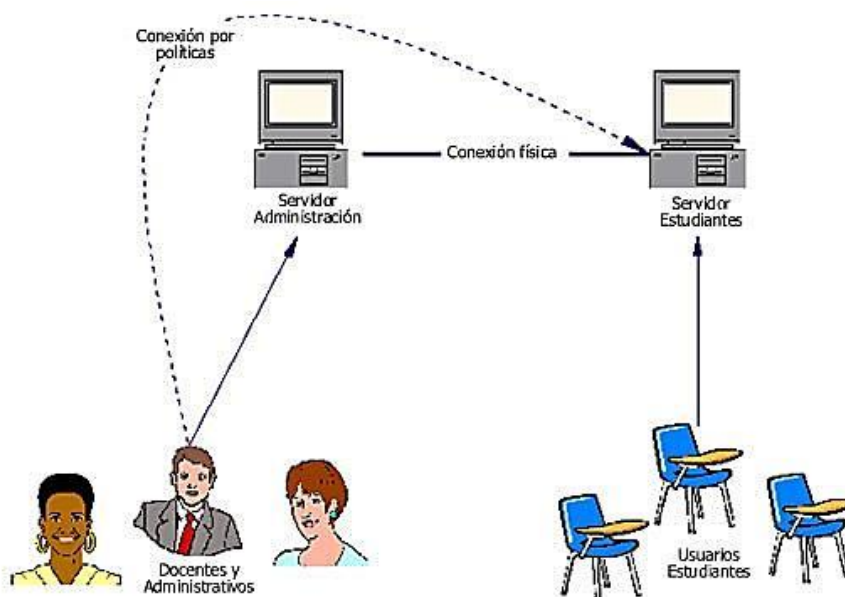 Conexión por
políticas
Conexión física
Servidor
Administración
Servidor
Estudiantes
Docentes y
Administrativos
Usuarios
Estudiantes